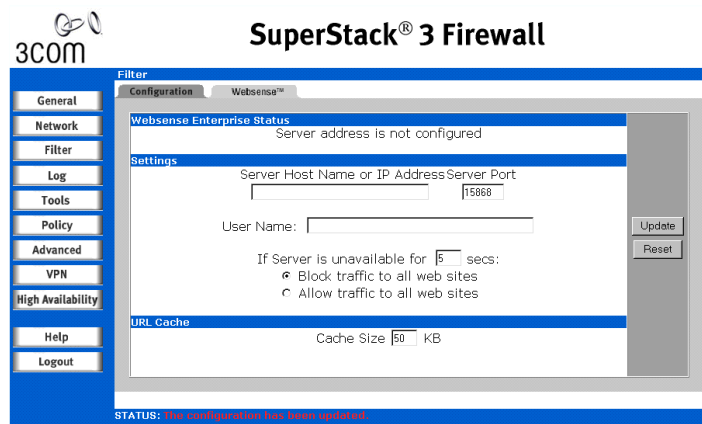 3COM
SuperStack® 3 Firewall
Filter
Configuration
Websense™
General
Network
Filter
Log
Tools
Policy
Advanced
VPN
High Availability
Help
Logout
Websense Enterprise Status
Server address is not configured
Settings
Server Host Name or IP Address Server Port
15868
User Name:
If Server is unavailable for 5 secs:
Block traffic to all web sites
Allow traffic to all web sites
URL Cache
Cache Size 50 KB
Update
Reset
STATUS: The configuration has been updated.